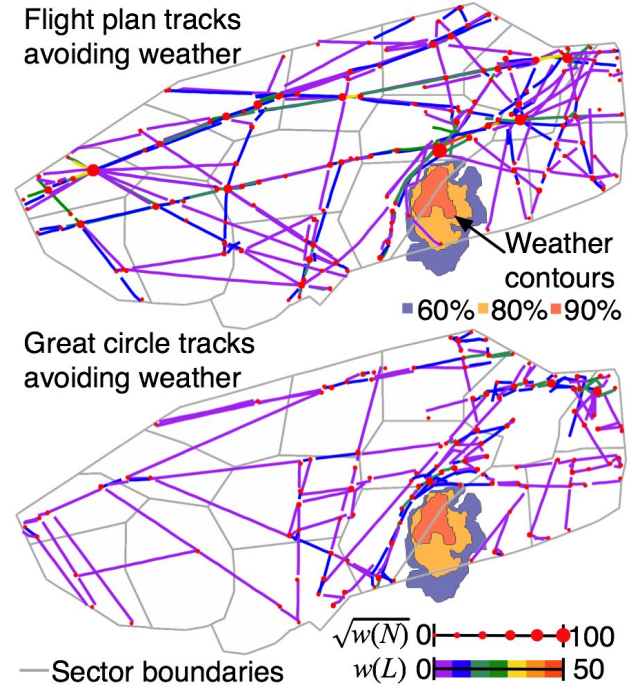 Flight plan tracks
avoiding weather
Weather
contours
60% 80% 90%
Great circle tracks
avoiding weather
√w(N) 0 100
Sector boundaries
w(L) 0 50